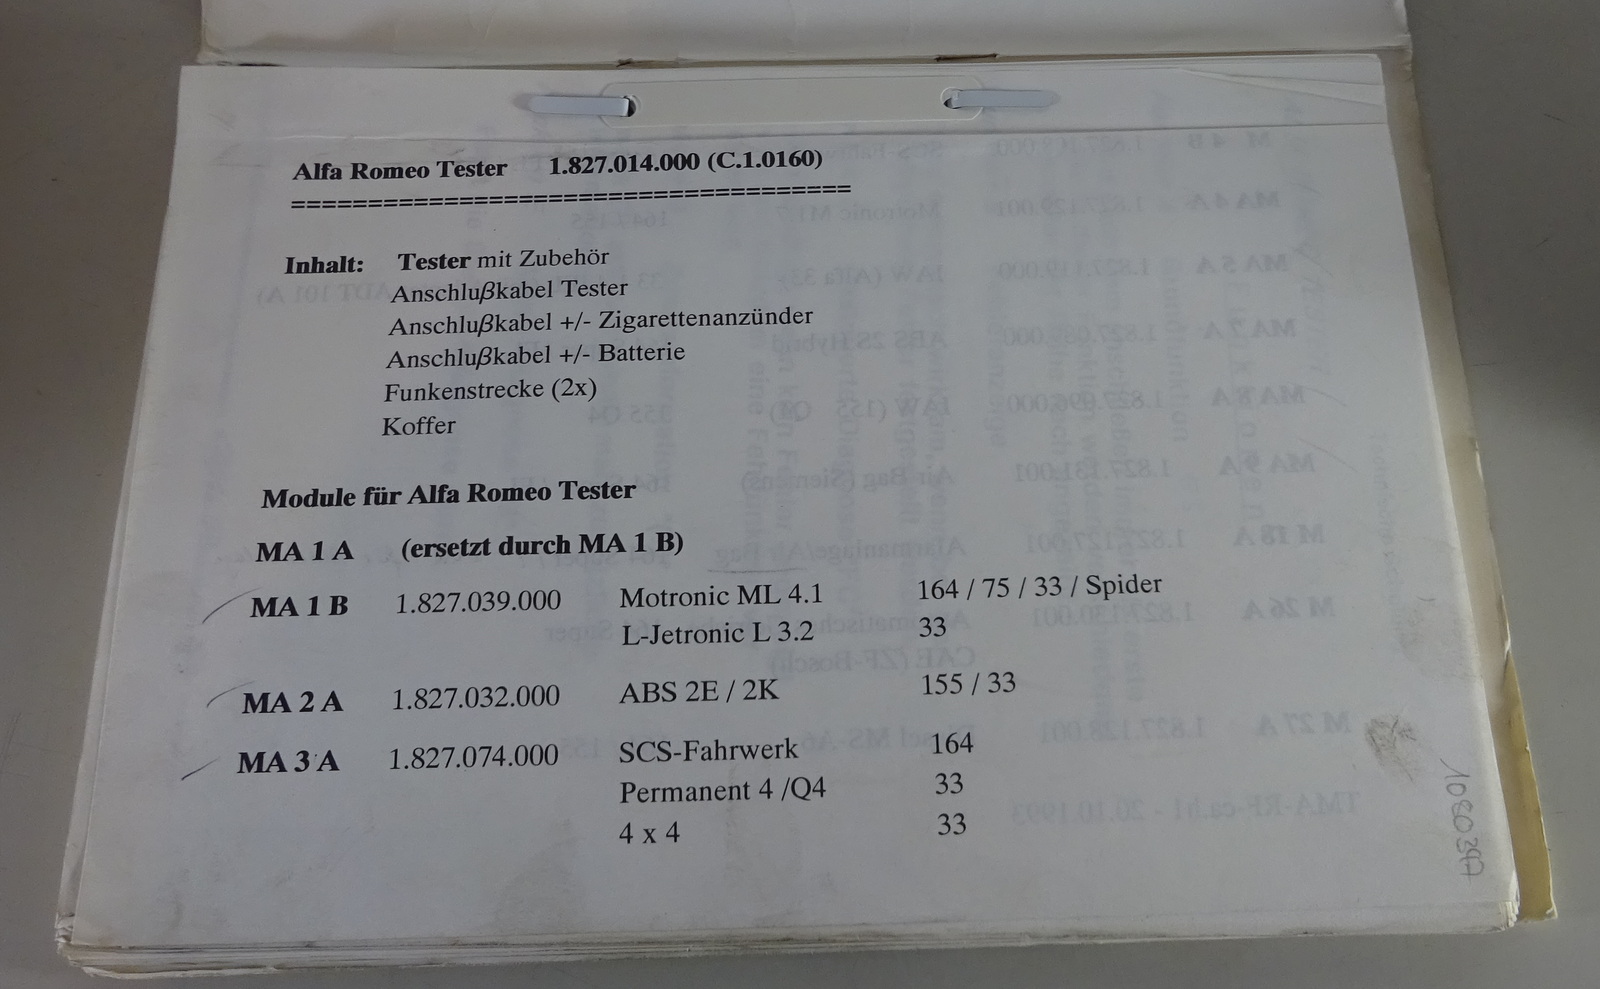 Alfa Romeo Tester 1.827.014.000 (C.1.0160)
====================================
Inhalt: Tester mit Zubehör
Anschlußkabel Tester
Anschlußkabel +/- Zigarettenanzünder
Anschlußkabel +/- Batterie
Funkenstrecke (2x)
Koffer
Module für Alfa Romeo Tester
MA 1 A (ersetzt durch MA 1 B)
MA 1 B 1.827.039.000 Motronic ML 4.1 164 / 75 / 33 / Spider
L-Jetronic L 3.2 33
MA 2 A 1.827.032.000 ABS 2E / 2K 155 / 33
MA 3 A 1.827.074.000 SCS-Fahrwerk 164
Permanent 4 /Q4 33
4 x 4 33